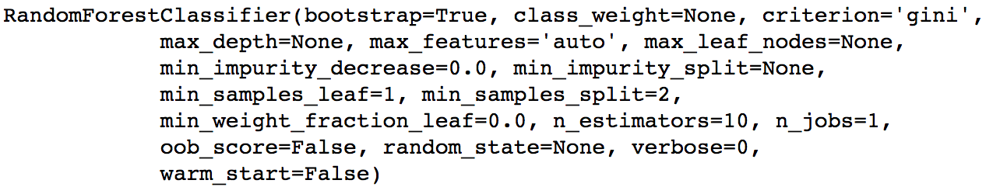 RandomForestClassifier(bootstrap=True, class_weight=None, criterion='gini',
max_depth=None, max_features='auto', max_leaf_nodes=None,
min_impurity_decrease=0.0, min_impurity_split=None,
min_samples_leaf=1, min_samples_split=2,
min_weight_fraction_leaf=0.0, n_estimators=10, n_jobs=1,
oob_score=False, random_state=None, verbose=0,
warm_start=False)